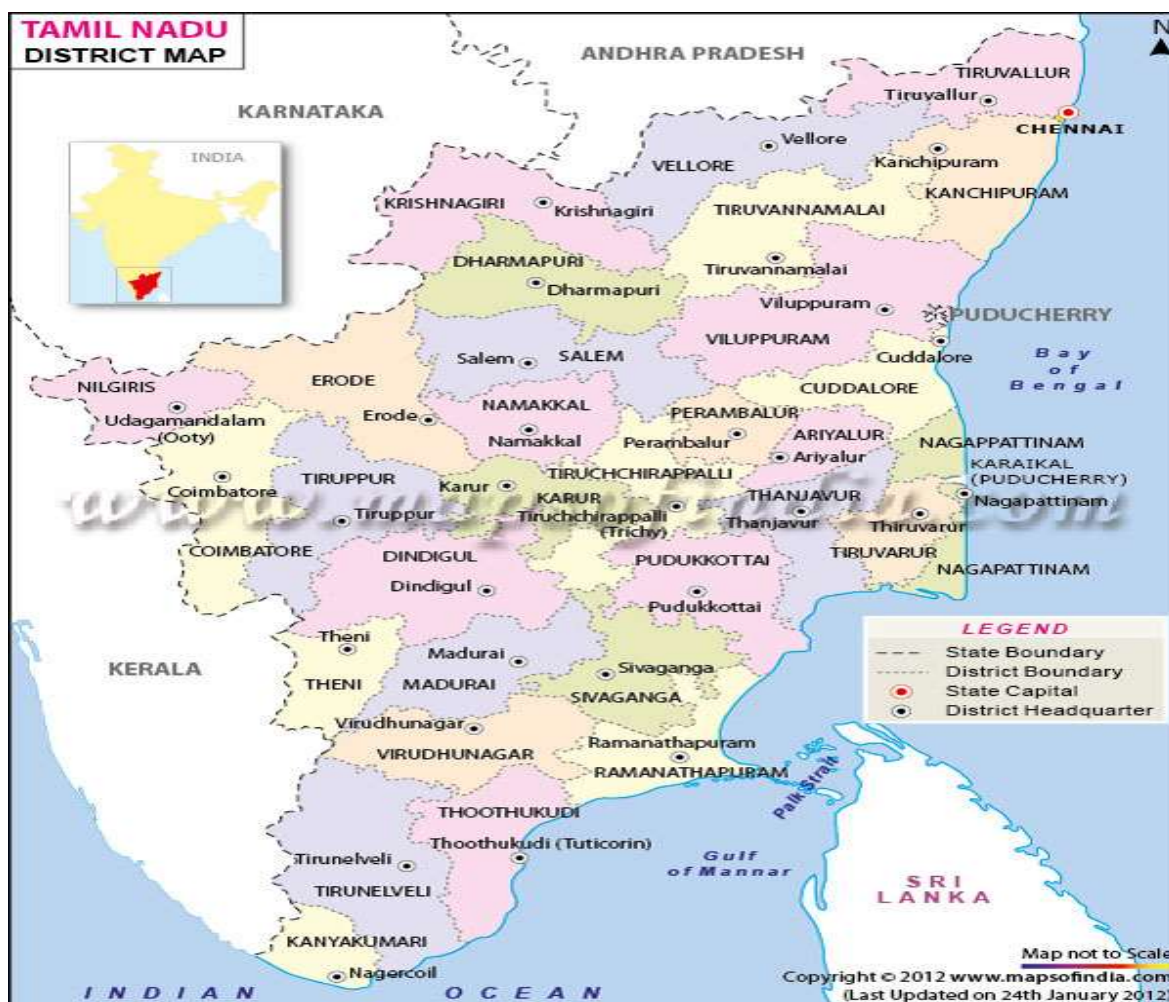 TAMIL NADU
DISTRICT MAP
N
ANDHRA PRADESH
KARNATAKA
INDIA
TIRUVALLUR
Tiruvallur
CHENNAI
Vellore
VELLORE
Kanchipuram
KANCHIPURAM
KRISHNAGIRI
Krishnagiri
TIRUVANNAMALAI
DHARMAPURI
Tiruvannamalai
Dharmapuri
Viluppuram
PUDUCHERRY
VILUPPURAM
Salem
SALEM
Cuddalore
Bay
of
Bengal
NILGIRIS
ERODE
CUDDALORE
Udagamandalam
(Ooty)
Erode
NAMAKKAL
Namakkal
PERAMBALUR
Perambalur
ARIYALUR
Ariyalur
NAGAPPATTINAM
KARAIKAL
(PUDUCHERRY)
Coimbatore
TIRUPPUR
Karur
TIRUCHCHIRAPPALLI
KARUR
THANJAVUR
Nagapattinam
www.mapsofindia.com
Tiruppur
Tiruchchirappalli
(Trichy)
Thanjavur
Thiruvarur
COIMBATORE
DINDIGUL
PUDUKKOTTAI
TIRUVARUR
NAGAPATTINAM
Dindigul
Pudukkottai
Theni
Madurai
Sivaganga
KERALA
THENI
MADURAI
SIVAGANGA
LEGEND
State Boundary
District Boundary
State Capital
District Headquarter
Virudhunagar
VIRUDHUNAGAR
Ramanathapuram
RAMANATHAPURAM
Palk Strait
THOOTHUKUDI
Thoothukudi (Tuticorin)
Tirunelveli
TIRUNELVELI
Gulf
of Mannar
SRI
LANKA
KANYAKUMARI
Nagercoil
INDIAN OCEAN
Map not to Scale
Copyright © 2012 www.mapsofindia.com
(Last Updated on 24th January 2012)